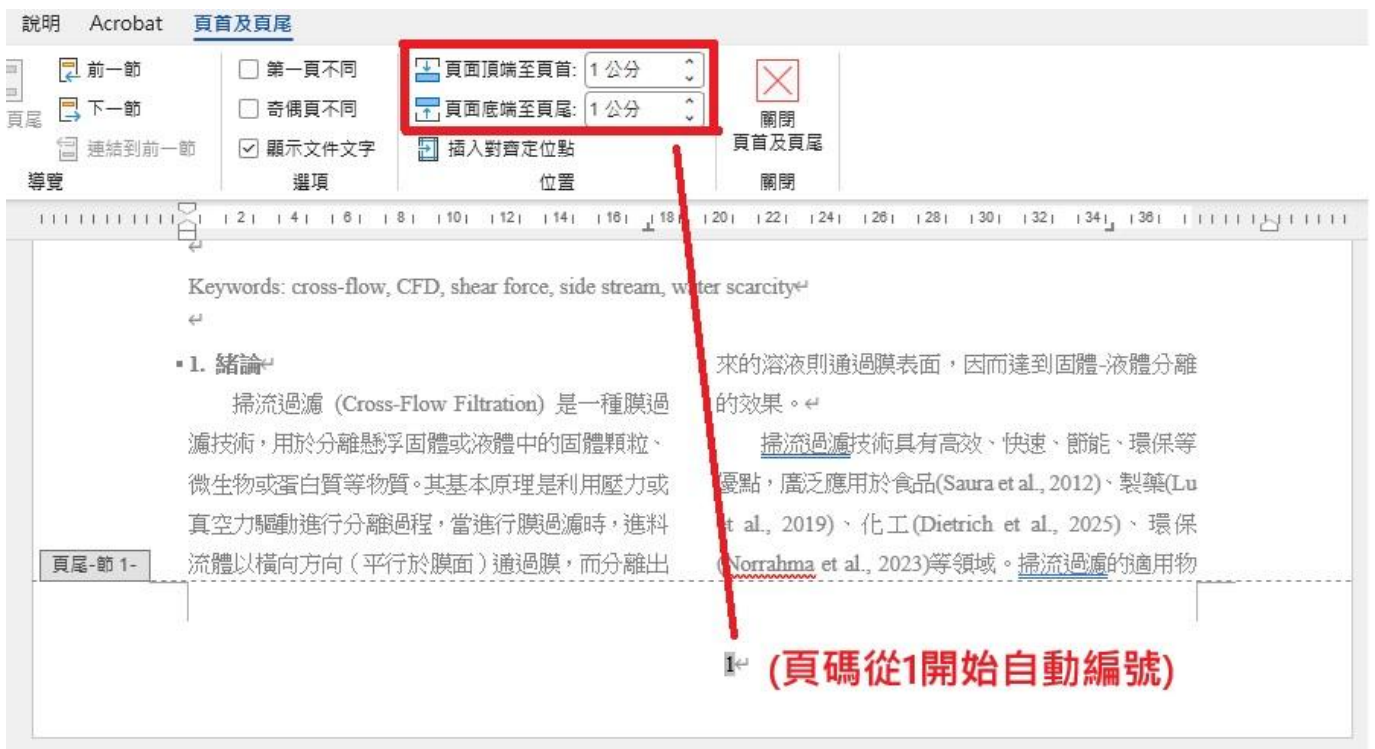 說明 Acrobat 頁首及頁尾
前一節 第一頁不同 頁面頂端至頁首: 1 公分
頁尾 下一節 奇偶頁不同 頁面底端至頁尾: 1 公分 關閉
連結到前一節 顯示文件文字 插入對齊定位點 頁首及頁尾
導覽 選項 位置 關閉
2 4 6 8 10 12 14 16 18 20 22 24 26 28 30 32 34 36
Keywords: cross-flow, CFD, shear force, side stream, water scarcity
1. 緒論
掃流過濾 (Cross-Flow Filtration) 是一種膜過
濾技術，用於分離懸浮固體或液體中的固體顆粒、
微生物或蛋白質等物質。其基本原理是利用壓力或
真空力驅動進行分離過程，當進行膜過濾時，進料
流體以橫向方向（平行於膜面）通過膜，而分離出
來的溶液則通過膜表面，因而達到固體-液體分離
的效果。
掃流過濾技術具有高效、快速、節能、環保等
優點，廣泛應用於食品(Saura et al., 2012)、製藥(Lu
et al., 2019)、化工(Dietrich et al., 2025)、環保
(Norrahma et al., 2023)等領域。掃流過濾的適用物
頁尾-節 1-
1 (頁碼從1開始自動編號)